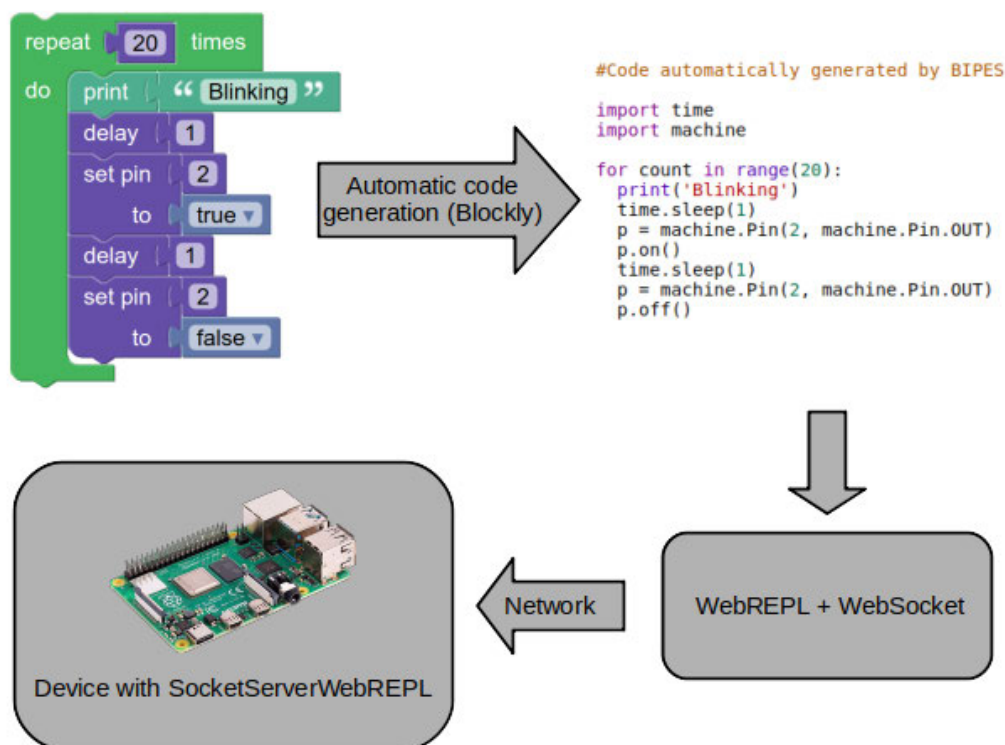 repeat 20 times
do print “ Blinking ”
delay 1
set pin 2
to true
delay 1
set pin 2
to false
Automatic code
generation (Blockly)
#Code automatically generated by BIPES
import time
import machine
for count in range(20):
print('Blinking')
time.sleep(1)
p = machine.Pin(2, machine.Pin.OUT)
p.on()
time.sleep(1)
p = machine.Pin(2, machine.Pin.OUT)
p.off()
WebREPL + WebSocket
Network
Device with SocketServerWebREPL